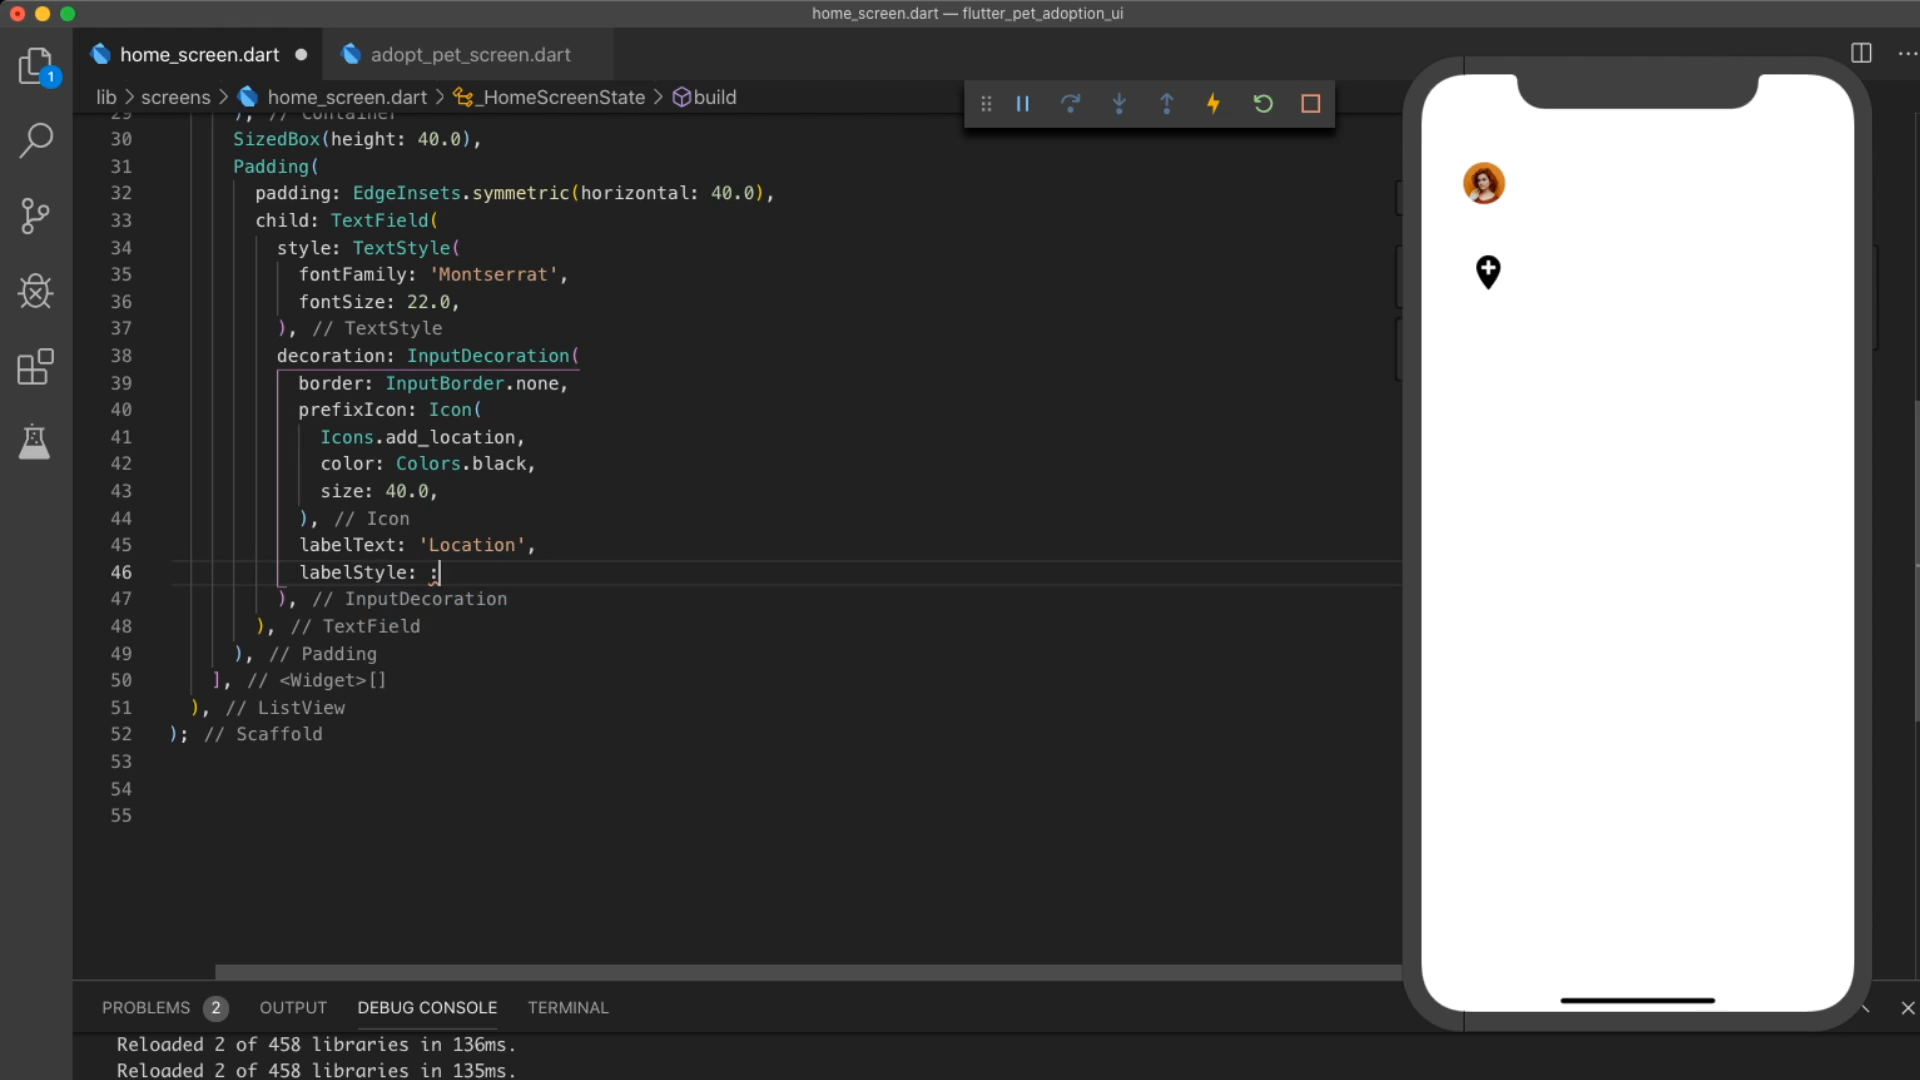 home_screen.dart — flutter_pet_adoption_ui
home_screen.dart
adopt_pet_screen.dart
1
lib > screens > home_screen.dart > _HomeScreenState > build
29 ), // Container
30 SizedBox(height: 40.0),
31 Padding(
32 padding: EdgeInsets.symmetric(horizontal: 40.0),
33 child: TextField(
34 style: TextStyle(
35 fontFamily: 'Montserrat',
36 fontSize: 22.0,
37 ), // TextStyle
38 decoration: InputDecoration(
39 border: InputBorder.none,
40 prefixIcon: Icon(
41 Icons.add_location,
42 color: Colors.black,
43 size: 40.0,
44 ), // Icon
45 labelText: 'Location',
46 labelStyle: :
47 ), // InputDecoration
48 ), // TextField
49 ), // Padding
50 ], // <Widget>[]
51 ), // ListView
52 ); // Scaffold
53
54
55
PROBLEMS 2 OUTPUT DEBUG CONSOLE TERMINAL
Reloaded 2 of 458 libraries in 136ms.
Reloaded 2 of 458 libraries in 135ms.